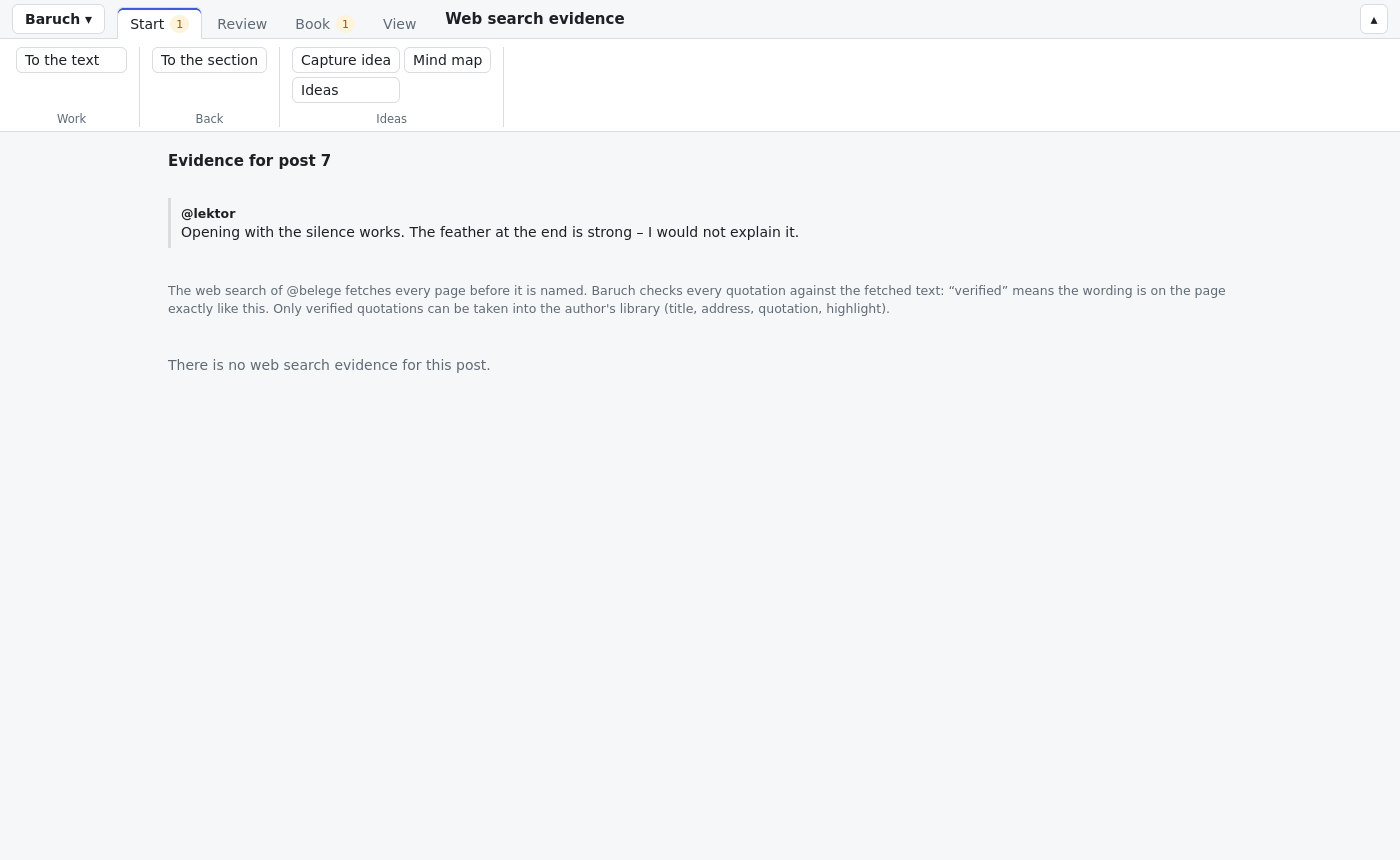 Baruch ▾
Start 1
Review
Book 1
View
Web search evidence
▴
To the text
To the section
Capture idea
Mind map
Ideas
Work
Back
Ideas
Evidence for post 7
@lektor
Opening with the silence works. The feather at the end is strong – I would not explain it.
The web search of @belege fetches every page before it is named. Baruch checks every quotation against the fetched text: “verified” means the wording is on the page
exactly like this. Only verified quotations can be taken into the author's library (title, address, quotation, highlight).
There is no web search evidence for this post.